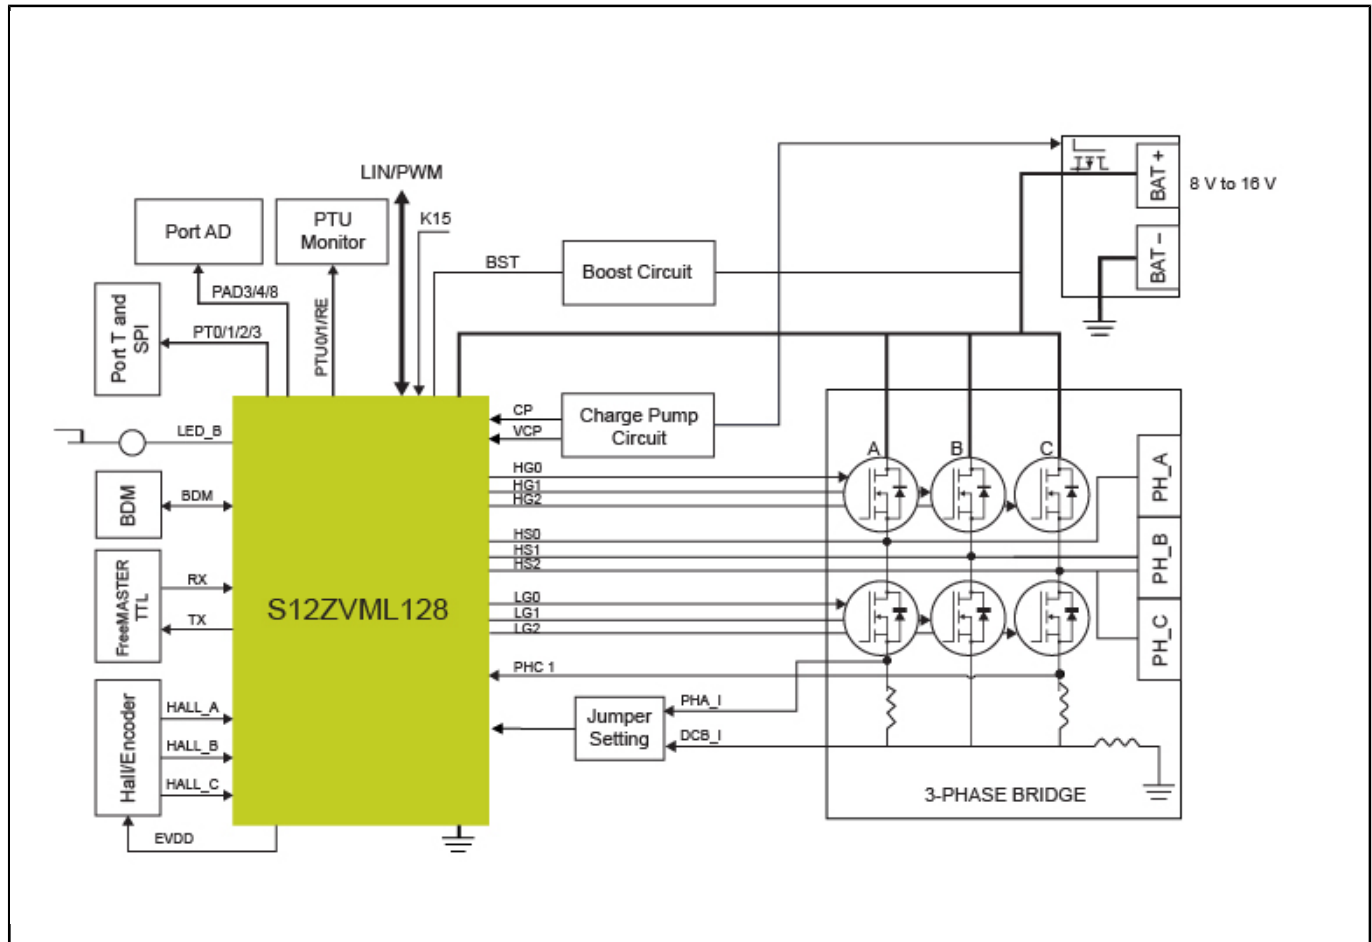 LIN/PWM
K15
BAT +
8 V to 16 V
BAT −
Port AD
PTU
Monitor
BST
Boost Circuit
PAD3/4/8
PTU0/1/RE
Port T and
SPI
PT0/1/2/3
CP
VCP
Charge Pump
Circuit
LED_B
A
B
C
HG0
HG1
HG2
PH_A
BDM
BDM
HS0
HS1
HS2
PH_B
FreeMASTER
TTL
RX
TX
S12ZVML128
LG0
LG1
LG2
PH_C
PHC 1
Hall/Encoder
HALL_A
HALL_B
HALL_C
PHA_I
Jumper
Setting
DCB_I
3-PHASE BRIDGE
EVDD